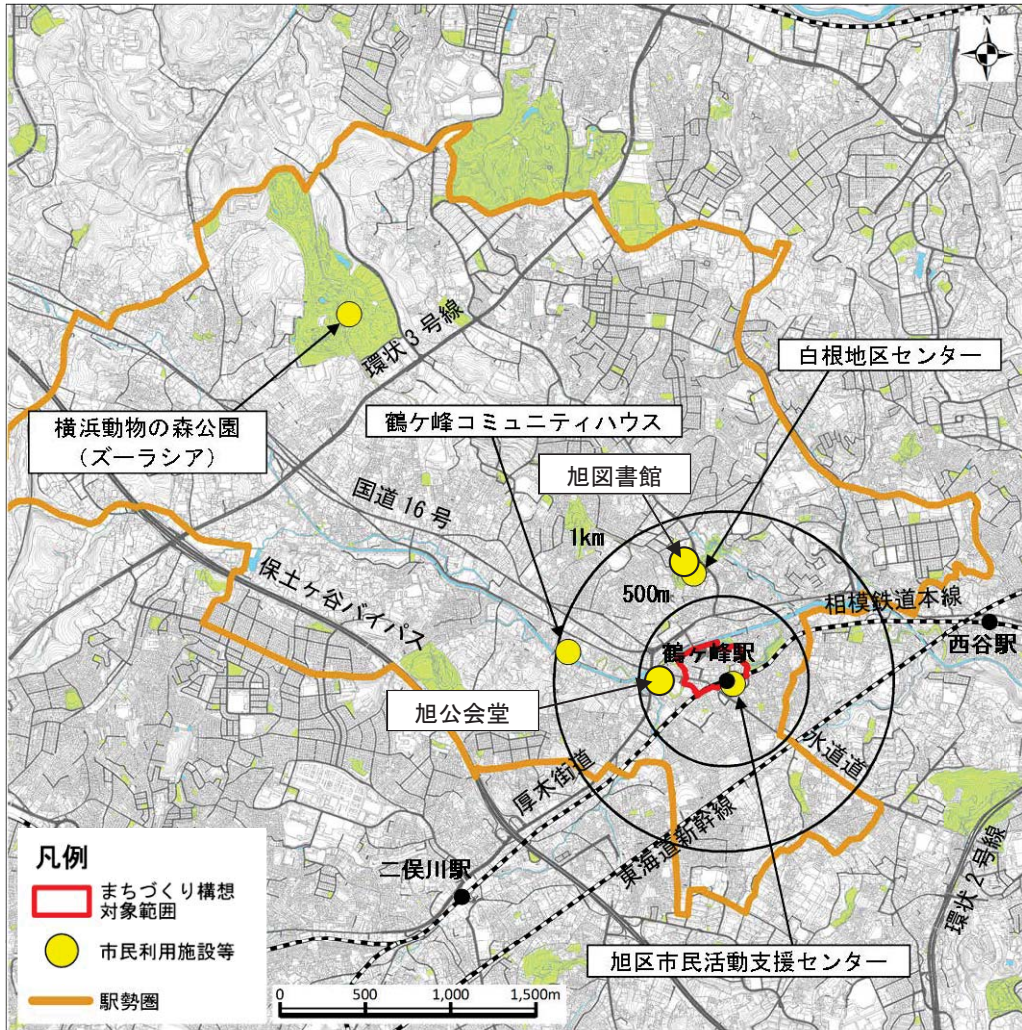 N
白根地区センター
環状3号線
鶴ケ峰コミュニティハウス
横浜動物の森公園
（ズーラシア）
旭図書館
国道16号
1km
保土ヶ谷バイパス
500m
相模鉄道本線
西谷駅
鶴ヶ峰駅
旭公会堂
水道道
厚木街道
東海道新幹線
二俣川駅
環状2号線
旭区市民活動支援センター
凡例
まちづくり構想
対象範囲
市民利用施設等
駅勢圏
0 500 1,000 1,500m